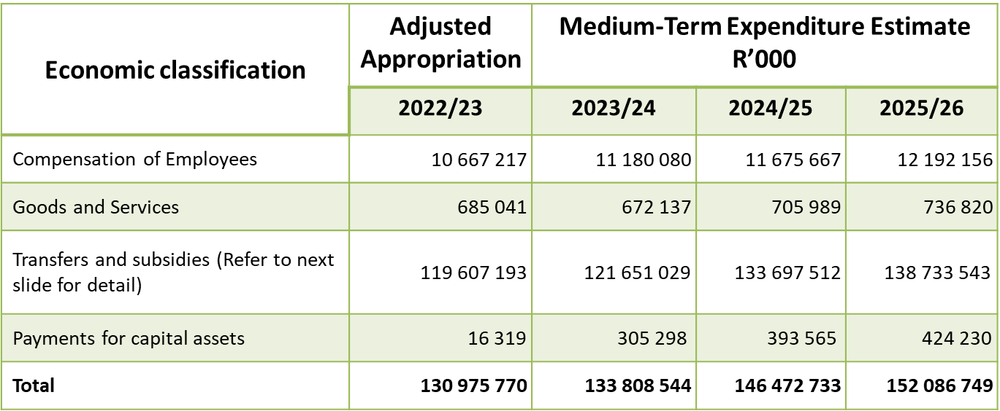 Economic classification
Adjusted
Appropriation
Medium-Term Expenditure Estimate
R’000
2022/23
2023/24
2024/25
2025/26
Compensation of Employees
10 667 217
11 180 080
11 675 667
12 192 156
Goods and Services
685 041
672 137
705 989
736 820
Transfers and subsidies (Refer to next
slide for detail)
119 607 193
121 651 029
133 697 512
138 733 543
Payments for capital assets
16 319
305 298
393 565
424 230
Total
130 975 770
133 808 544
146 472 733
152 086 749